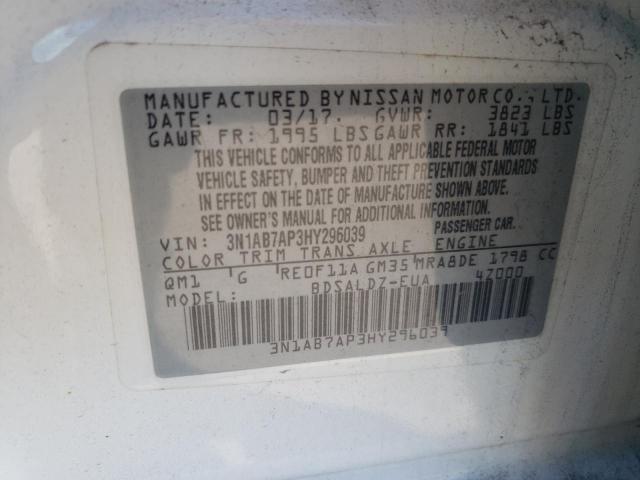 MANUFACTURED BY NISSAN MOTOR CO., LTD.
DATE: 03/17. GVWR: 3823 LBS
GAWR FR: 1995 LBS GAWR RR: 1841 LBS
THIS VEHICLE CONFORMS TO ALL APPLICABLE FEDERAL MOTOR
VEHICLE SAFETY, BUMPER AND THEFT PREVENTION STANDARDS
IN EFFECT ON THE DATE OF MANUFACTURE SHOWN ABOVE.
SEE OWNER'S MANUAL FOR ADDITIONAL DATA
PASSENGER CAR.
VIN: 3N1AB7AP3HY296039
COLOR TRIM TRANS AXLE ENGINE
QM1 G RE0F11A GM35 MRA8DE 1798 CC
MODEL: BDSALDZ-EUA 4Z000
3N1AB7AP3HY296039